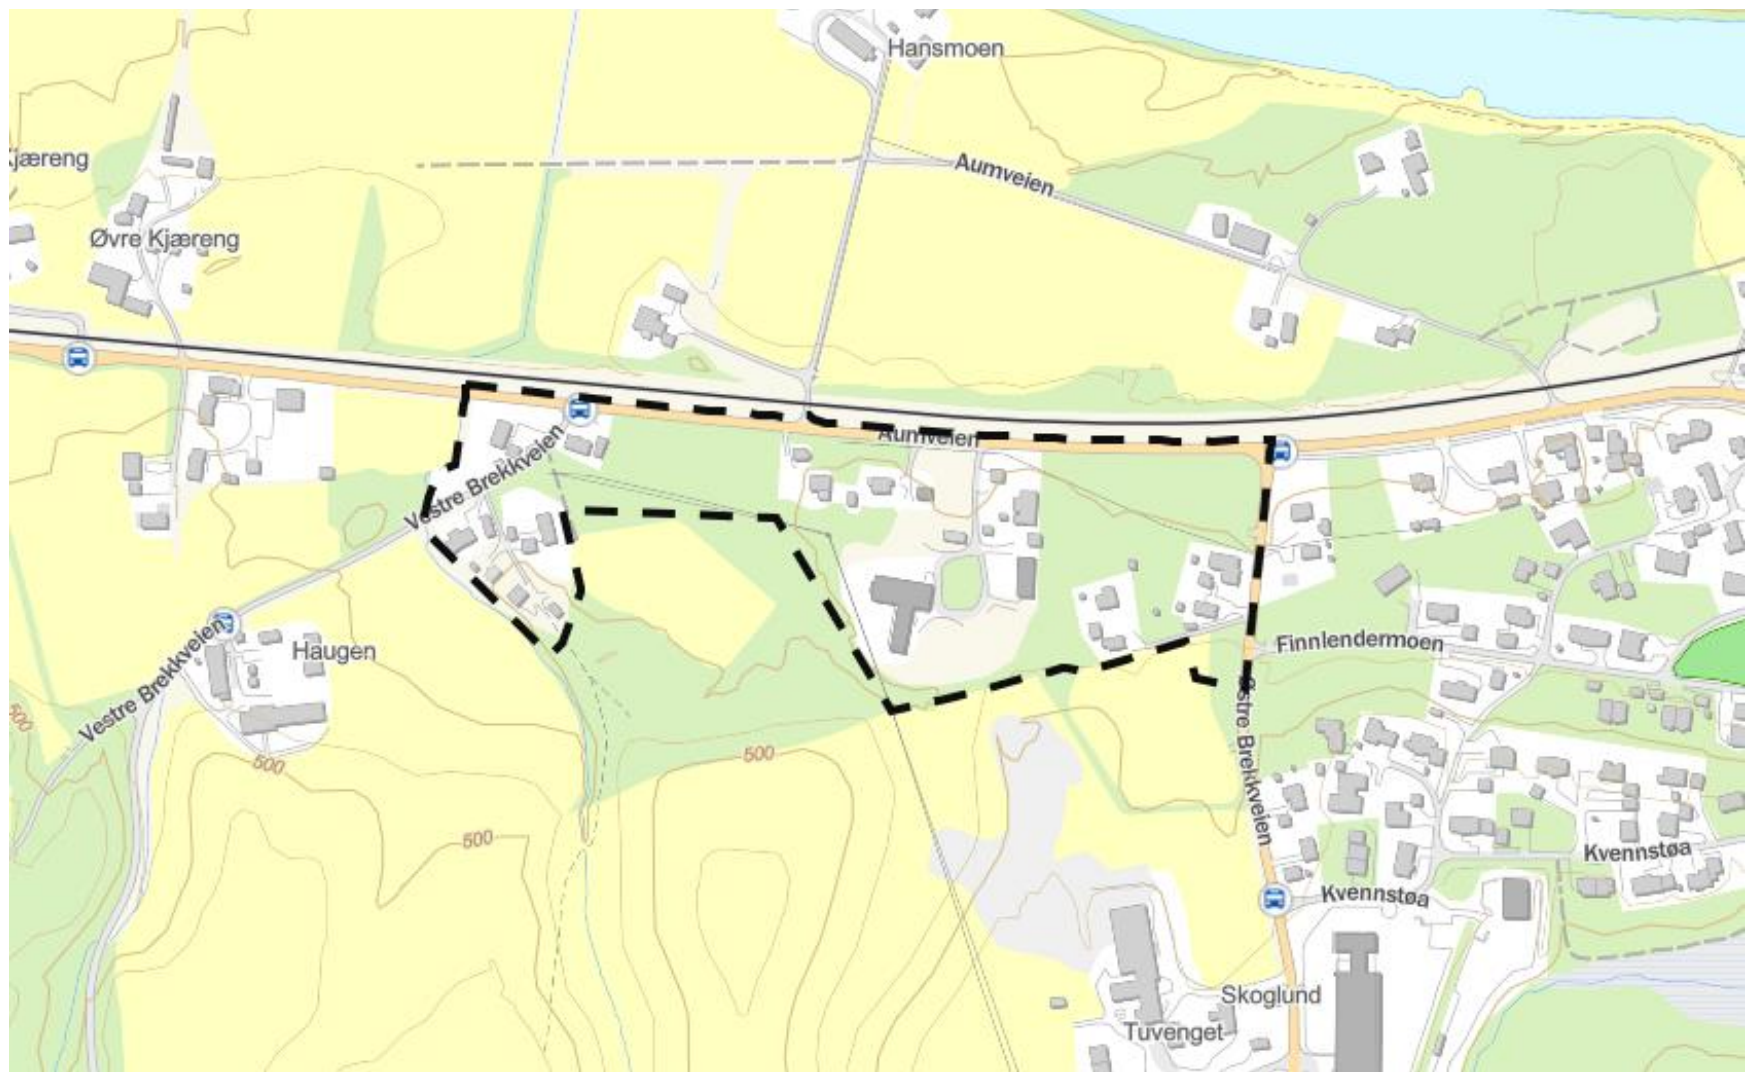 Hansmoen
Kjæreng
Aumveien
Øvre Kjæreng
Aumveien
Vestre Brekkveien
Finnlendermoen
Haugen
Vestre Brekkveien
Østre Brekkveien
500
500
500
500
Kvennstøa
Kvennstøa
Skoglund
Tuvenget